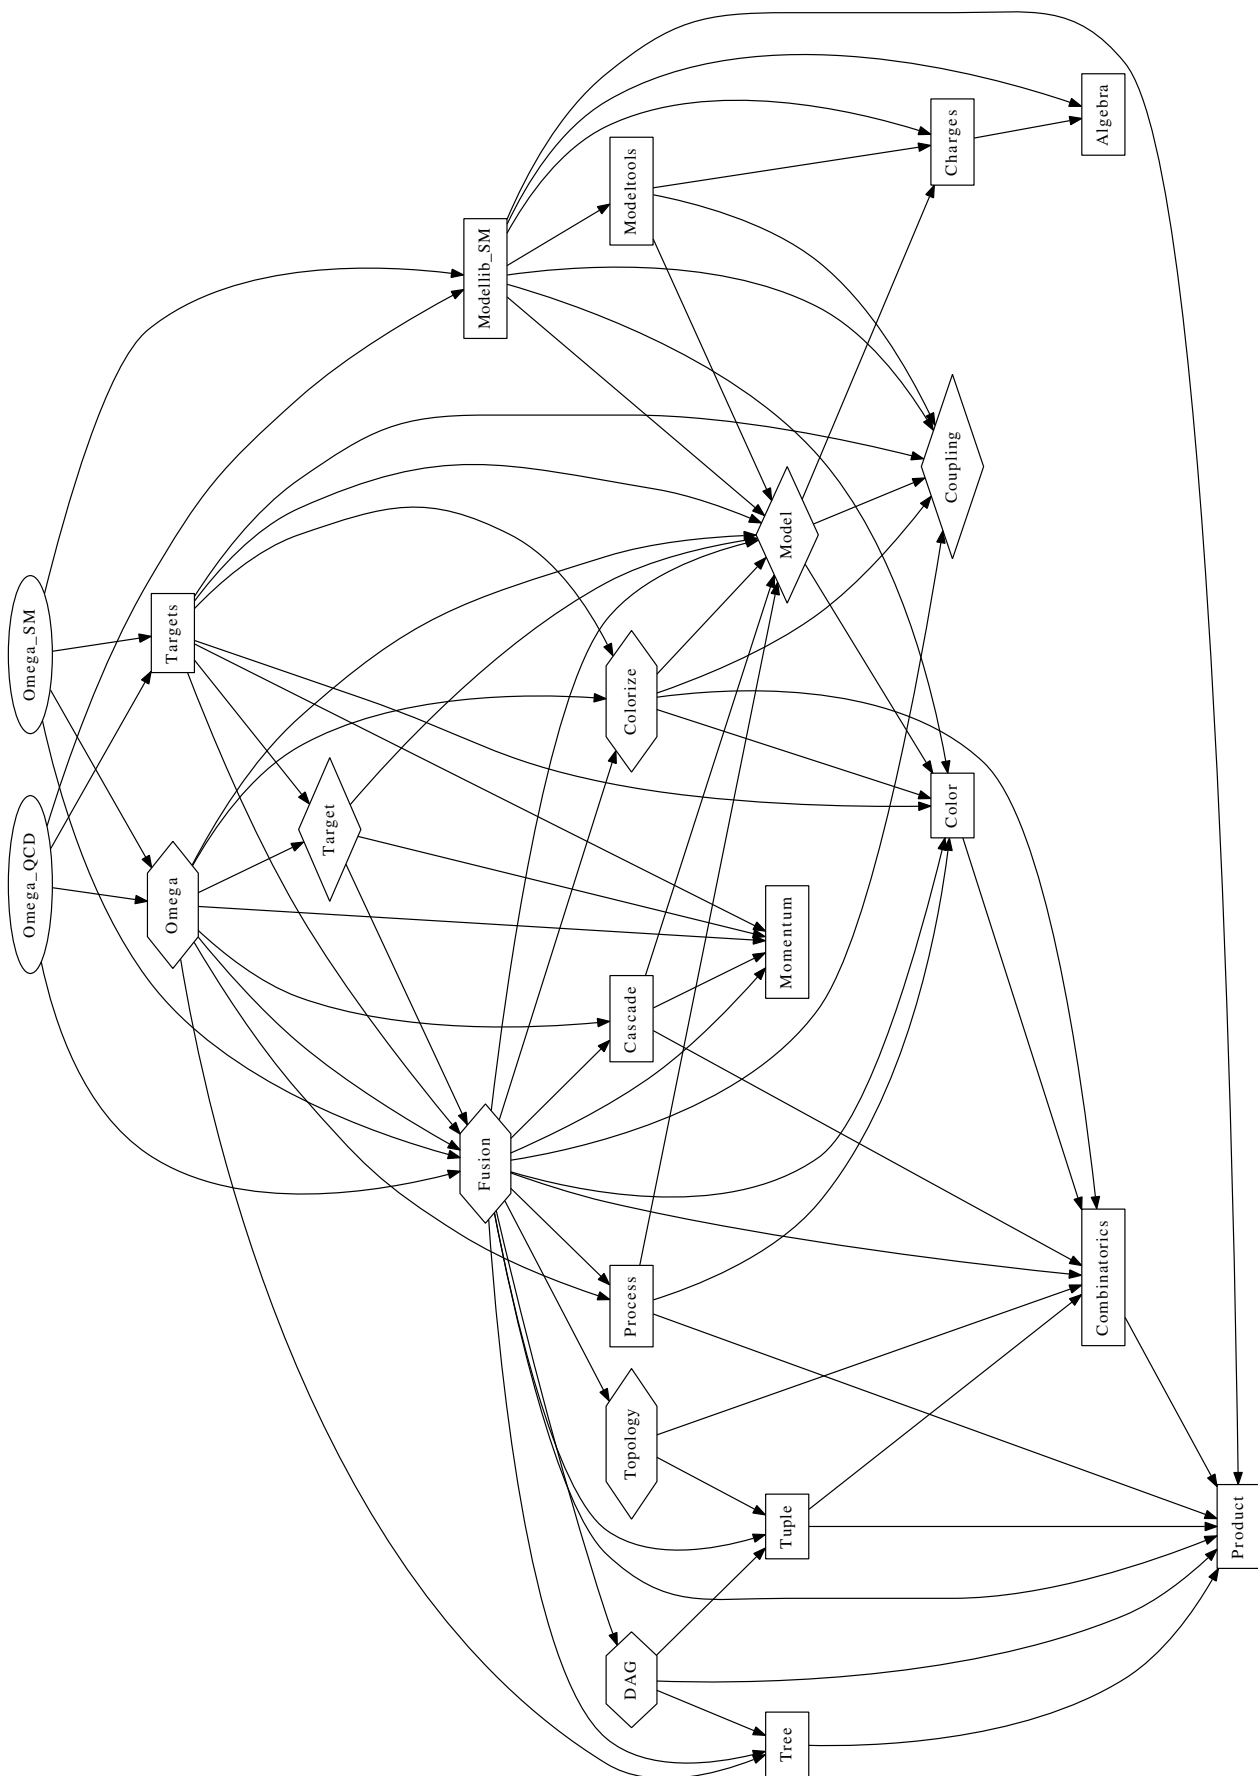 Omega_SM
Omega_QCD
Targets
Omega
Target
Modellib_SM
Fusion
Modeltools
Colorize
Cascade
Process
Topology
DAG
Model
Momentum
Tuple
Tree
Charges
Coupling
Color
Algebra
Combinatorics
Product